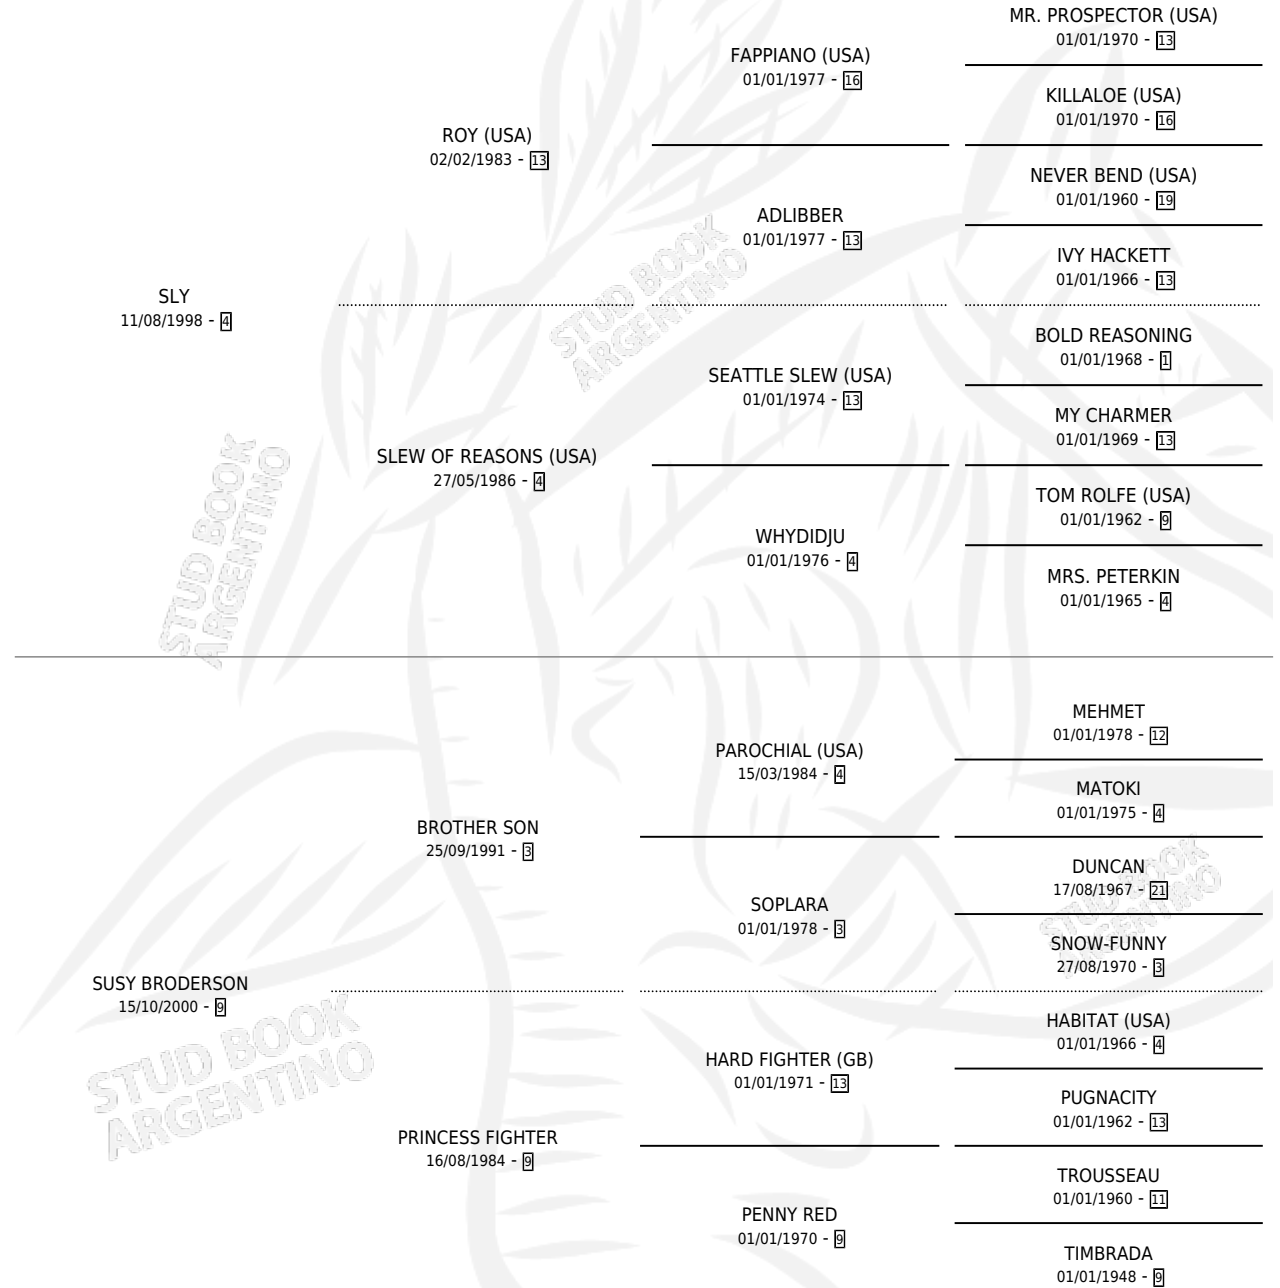 MR. PROSPECTOR (USA)
01/01/1970 - 13
FAPPIANO (USA)
01/01/1977 - 16
KILLALOE (USA)
01/01/1970 - 16
ROY (USA)
02/02/1983 - 13
NEVER BEND (USA)
01/01/1960 - 19
ADLIBBER
01/01/1977 - 13
IVY HACKETT
01/01/1966 - 13
SLY
11/08/1998 - 4
BOLD REASONING
01/01/1968 - 1
SEATTLE SLEW (USA)
01/01/1974 - 13
MY CHARMER
01/01/1969 - 13
SLEW OF REASONS (USA)
27/05/1986 - 4
TOM ROLFE (USA)
01/01/1962 - 9
WHYDIDJU
01/01/1976 - 4
MRS. PETERKIN
01/01/1965 - 4
MEHMET
01/01/1978 - 12
PAROCHIAL (USA)
15/03/1984 - 4
MATOKI
01/01/1975 - 4
BROTHER SON
25/09/1991 - 3
DUNCAN
17/08/1967 - 21
SOPLARA
01/01/1978 - 3
SNOW-FUNNY
27/08/1970 - 3
SUSY BRODERSON
15/10/2000 - 9
HABITAT (USA)
01/01/1966 - 4
HARD FIGHTER (GB)
01/01/1971 - 13
PUGNACITY
01/01/1962 - 13
PRINCESS FIGHTER
16/08/1984 - 9
TROUSSEAU
01/01/1960 - 11
PENNY RED
01/01/1970 - 9
TIMBRADA
01/01/1948 - 9
STUD BOOK
ARGENTINO
STUD BOOK
ARGENTINO
STUD BOOK
ARGENTINO
STUD BOOK
ARGENTINO